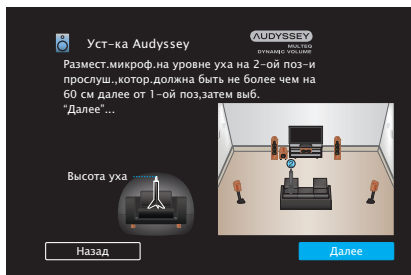 Уст-ка Audyssey
AUDYSSEY
MULTEQ
DYNAMIC VOLUME
Размест.микроф.на уровне уха на 2-ой поз-и
прослуш.,котор.должна быть не более чем на
60 см далее от 1-ой поз,затем выб.
“Далее”...
Высота уха
2
Назад
Далее